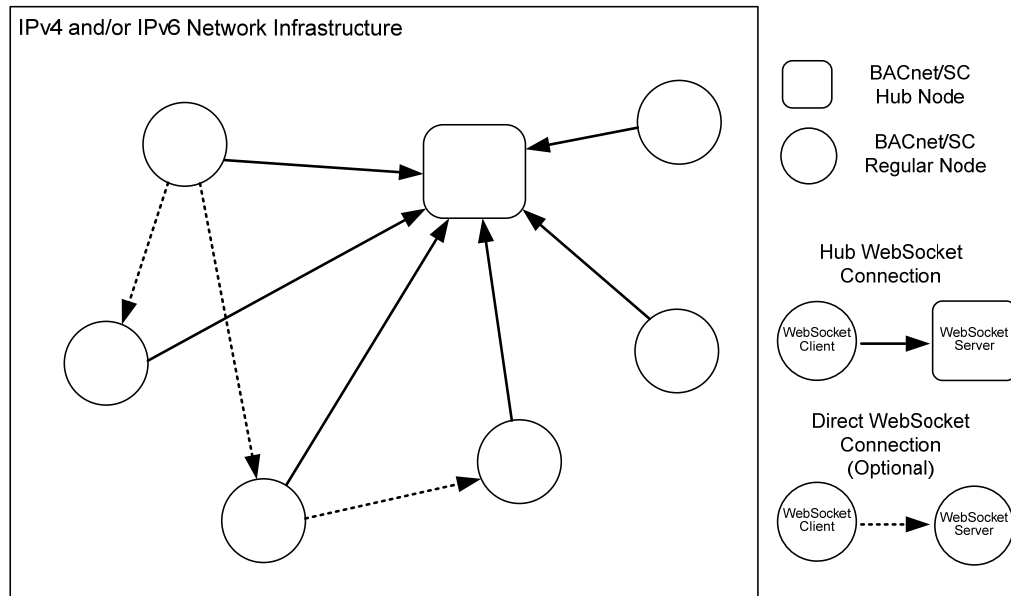 IPv4 and/or IPv6 Network Infrastructure
BACnet/SC
Hub Node
BACnet/SC
Regular Node
Hub WebSocket
Connection
WebSocket
Client
WebSocket
Server
Direct WebSocket
Connection
(Optional)
WebSocket
Client
WebSocket
Server